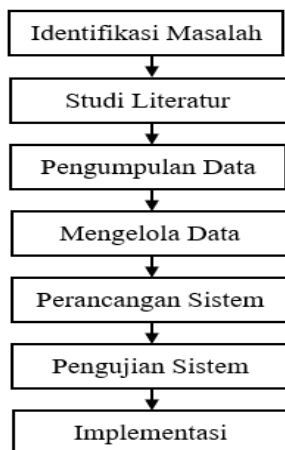 Identifikasi Masalah
Studi Literatur
Pengumpulan Data
Mengelola Data
Perancangan Sistem
Pengujian Sistem
Implementasi